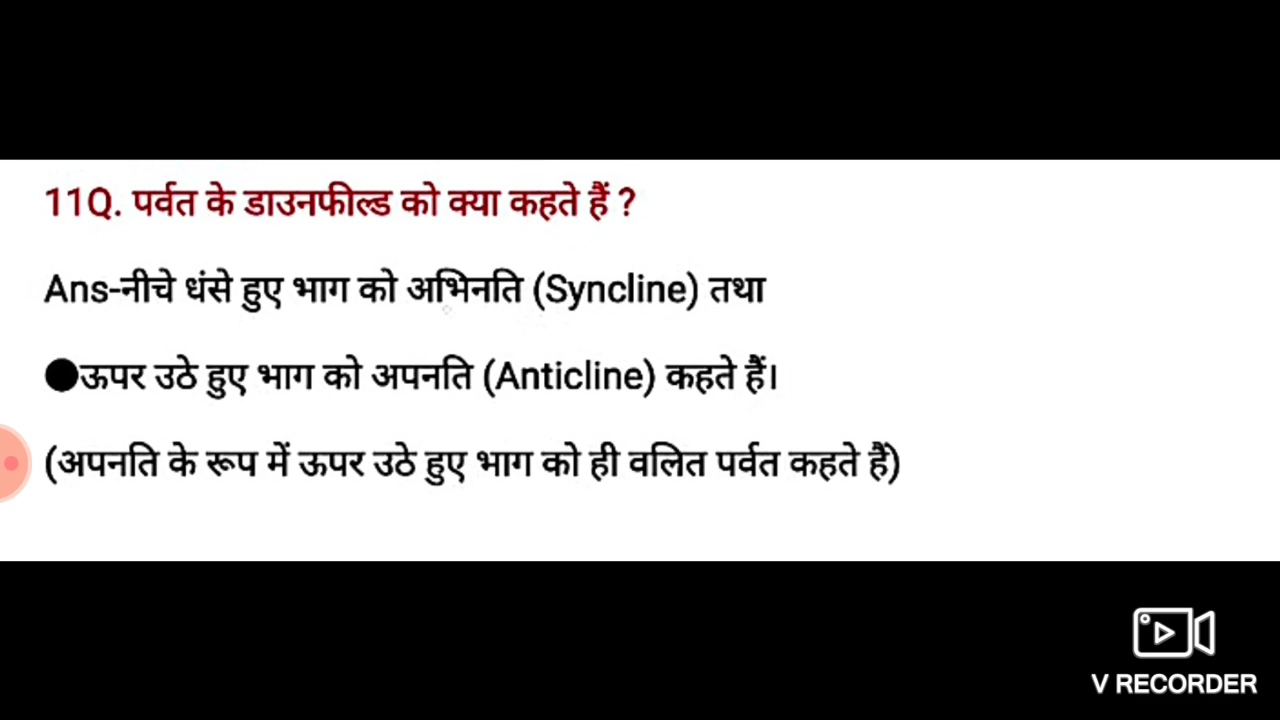 11Q. पर्वत के डाउनफील्ड को क्या कहते हैं ?
Ans-नीचे धंसे हुए भाग को अभिनति (Syncline) तथा
●ऊपर उठे हुए भाग को अपनति (Anticline) कहते हैं।
(अपनति के रूप में ऊपर उठे हुए भाग को ही वलित पर्वत कहते हैं)
V RECORDER